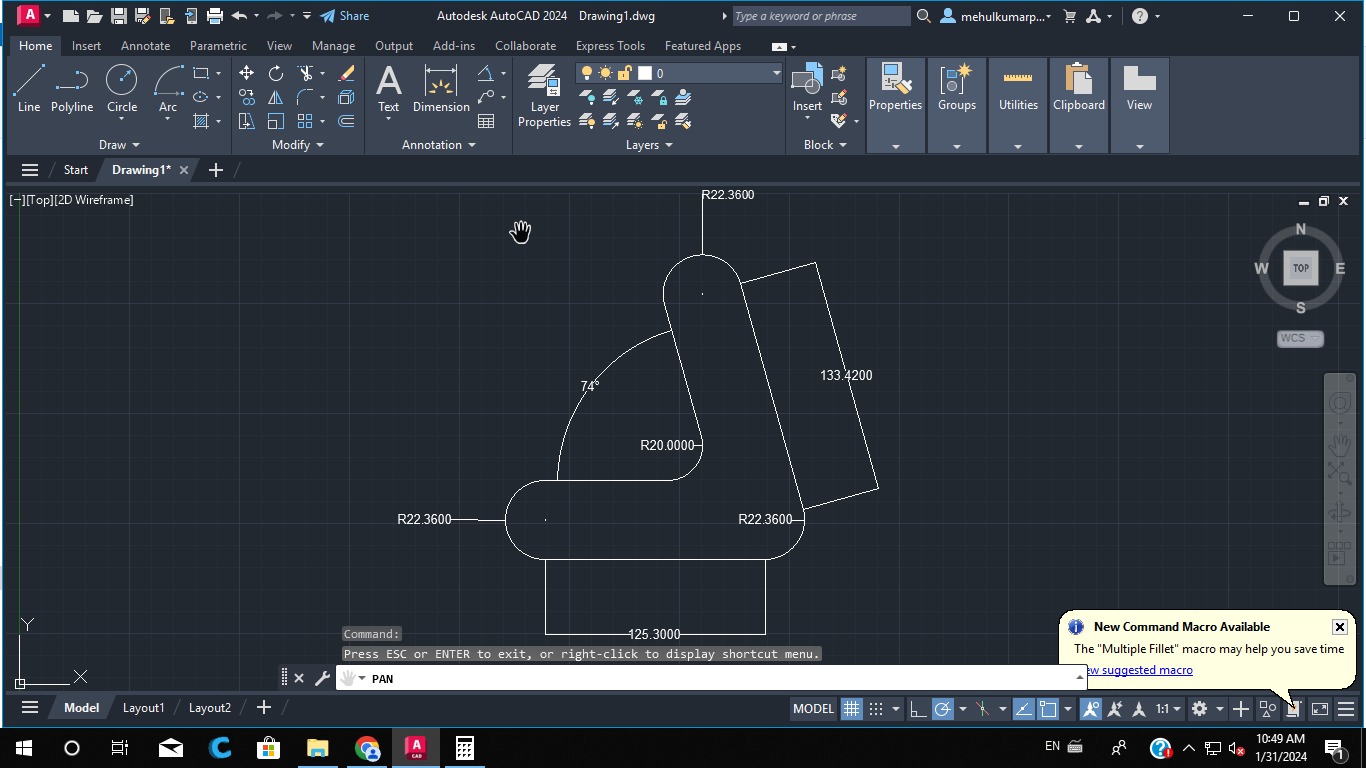 A CAD
Share
Autodesk AutoCAD 2024 Drawing1.dwg
Type a keyword or phrase
mehulkumarp...
Home Insert Annotate Parametric View Manage Output Add-ins Collaborate Express Tools Featured Apps
0
Line Polyline Circle Arc
Text Dimension
Layer
Properties
Insert
Properties Groups Utilities Clipboard View
Draw Modify Annotation Layers Block
Start Drawing1*
[−][Top][2D Wireframe]
R22.3600
N
W TOP E
S
WCS
133.4200
74°
R20.0000
R22.3600
R22.3600
125.3000
Y
X
Command:
Press ESC or ENTER to exit, or right-click to display shortcut menu.
PAN
New Command Macro Available
The "Multiple Fillet" macro may help you save time
ew suggested macro
Model Layout1 Layout2
MODEL
1:1
A CAD
EN
10:49 AM
1/31/2024
1